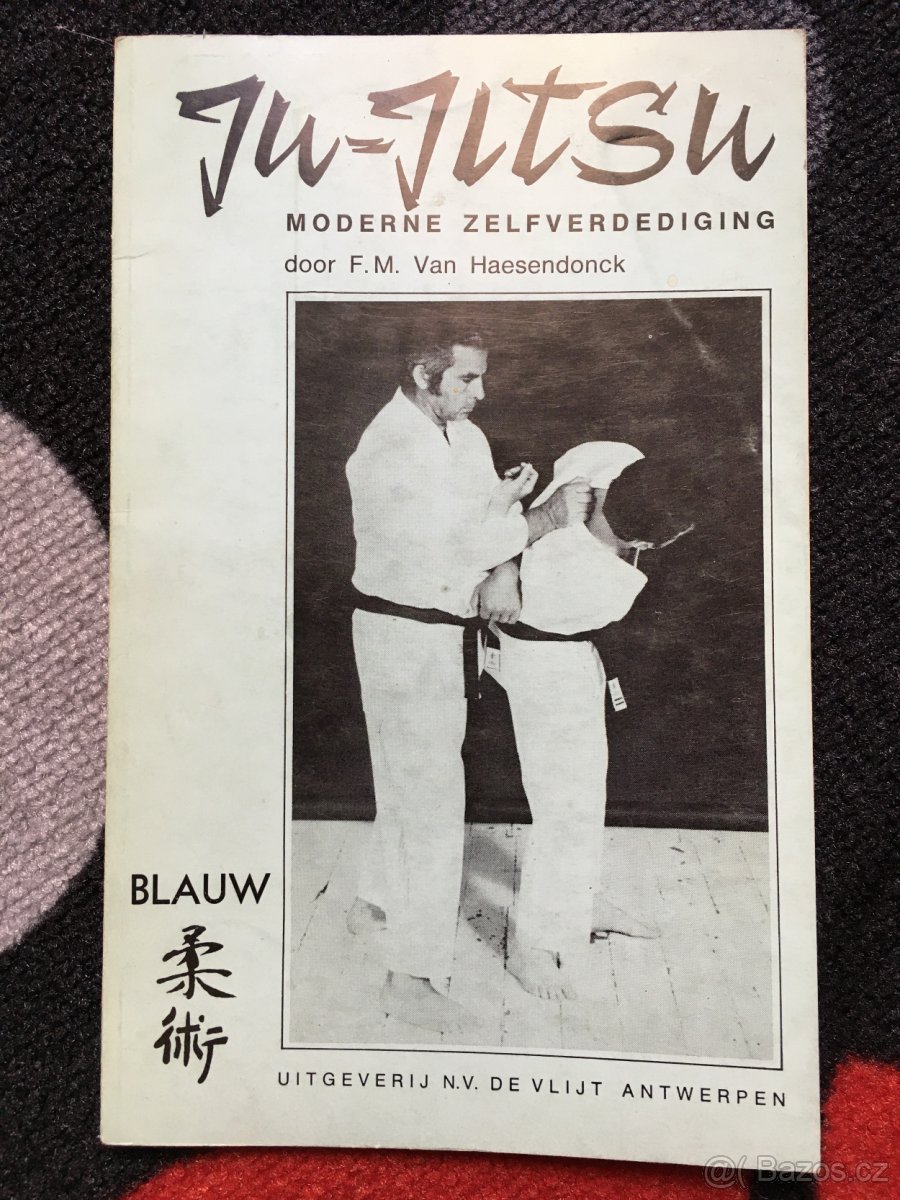 Ju-Jitsu
MODERNE ZELFVERDEDIGING
door F.M. Van Haesendonck
BLAUW
柔
術
UITGEVERIJ N.V. DE VLIJT ANTWERPEN
@( Bazos.cz